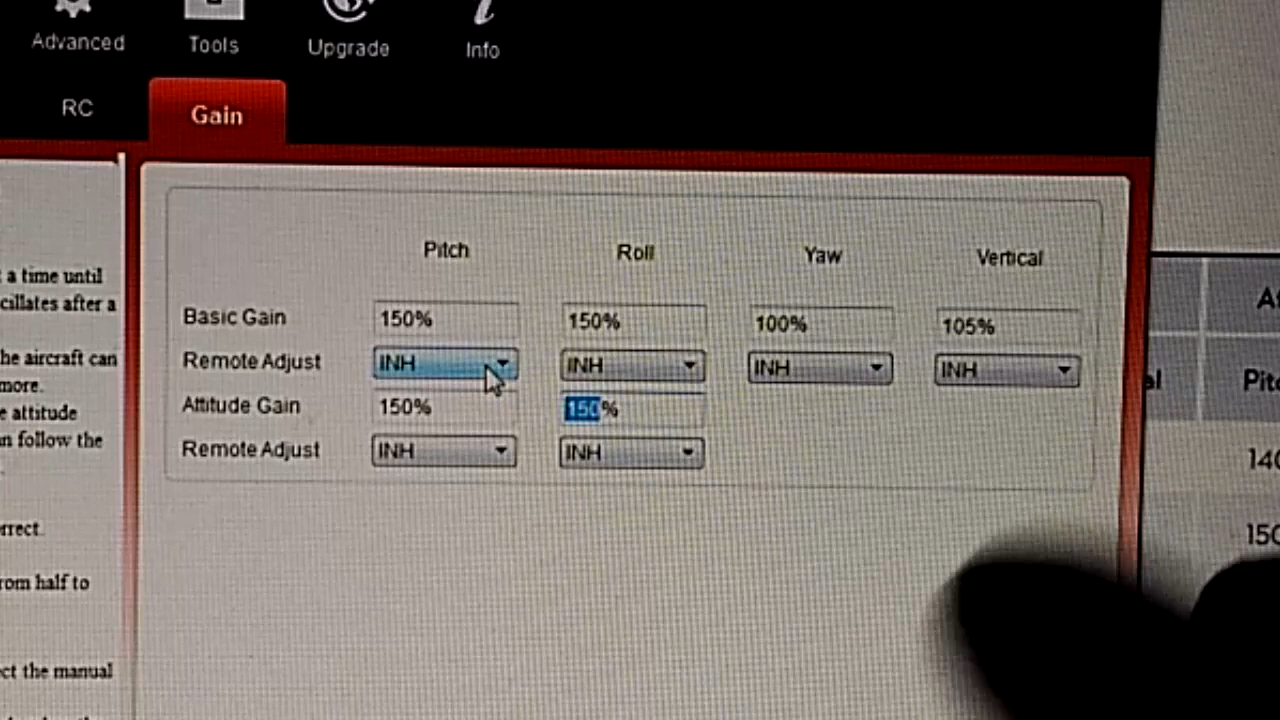 Advanced Tools Upgrade Info
RC Gain
Pitch Roll Yaw Vertical
Basic Gain 150% 150% 100% 105%
Remote Adjust INH INH INH INH
Attitude Gain 150% 150%
Remote Adjust INH INH
a time until
cillates after a
he aircraft can
more.
e attitude
n follow the
rrect.
rom half to
ct the manual
140
150